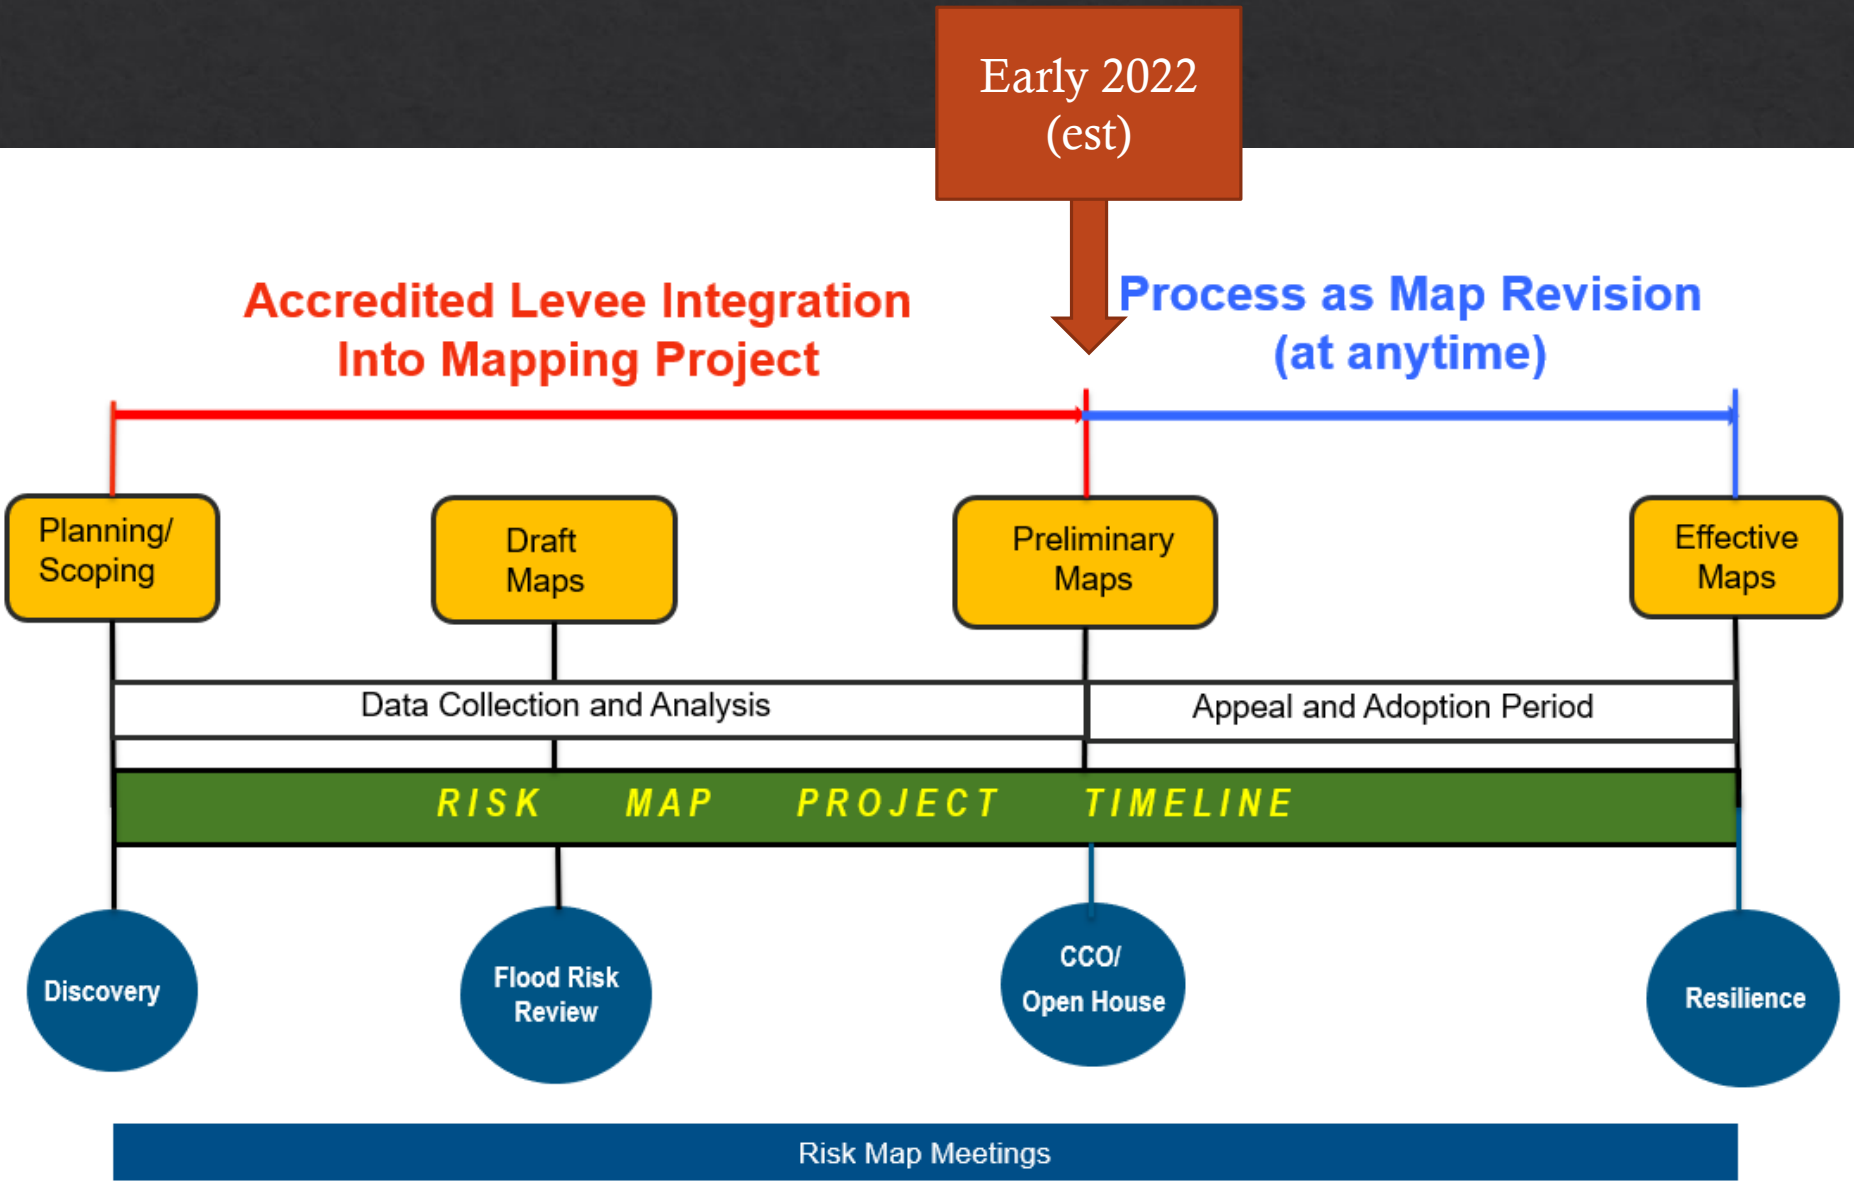 Early 2022
(est)
Accredited Levee Integration
Into Mapping Project
Process as Map Revision
(at anytime)
Planning/
Scoping
Draft
Maps
Preliminary
Maps
Effective
Maps
Data Collection and Analysis
Appeal and Adoption Period
RISK MAP PROJECT TIMELINE
Discovery
Flood Risk
Review
CCO/
Open House
Resilience
Risk Map Meetings